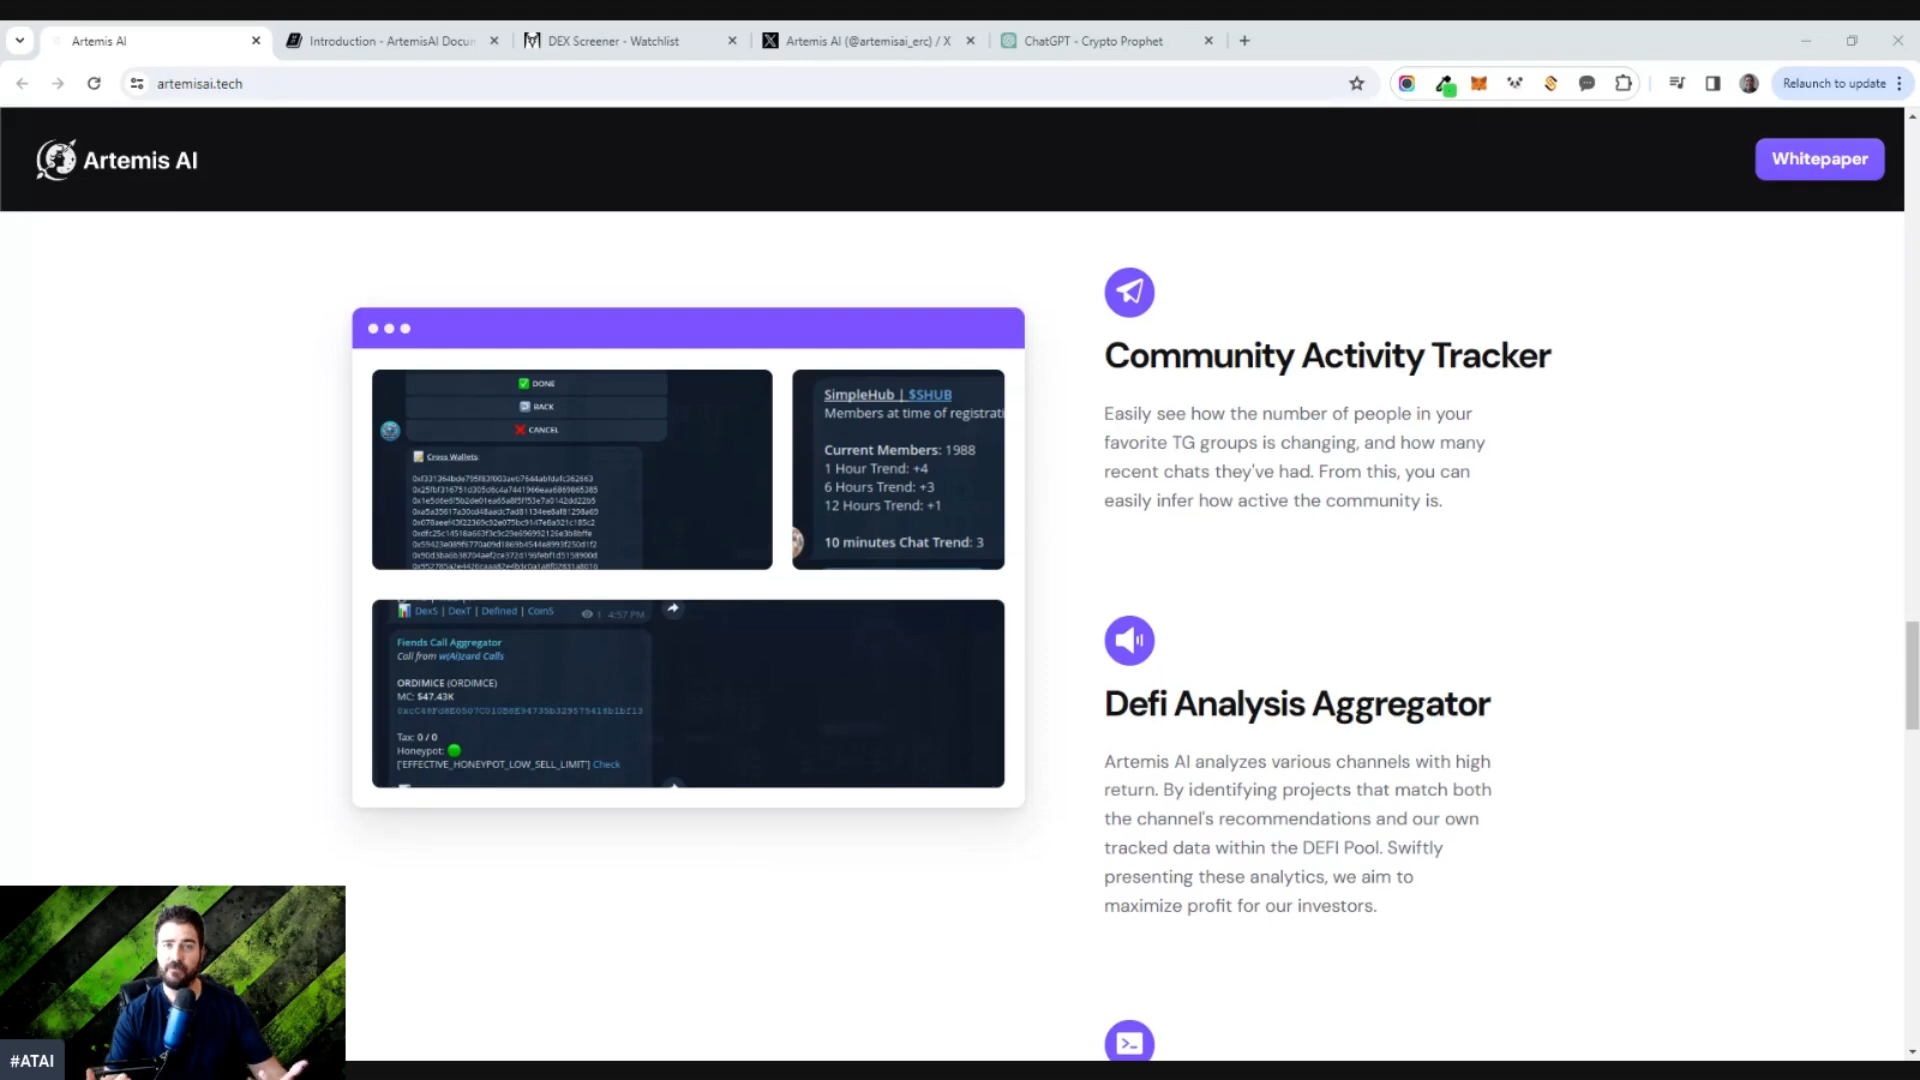 Artemis AI
Introduction - ArtemisAI Docun
DEX Screener - Watchlist
Artemis AI (@artemisai_erc) / X
ChatGPT - Crypto Prophet
artemisai.tech
Relaunch to update
Artemis AI
Whitepaper
DONE
BACK
CANCEL
Cross Wallets
SimpleHub | $SHUB
Members at time of registrati
Current Members: 1988
1 Hour Trend: +4
6 Hours Trend: +3
12 Hours Trend: +1
10 minutes Chat Trend: 3
DexS | DexT | Defined | CoinS
1 4:57 PM
Fiends Call Aggregator
Call from w(Ai)zard Calls
ORDIMICE (ORDIMCE)
MC: $47.43K
Tax: 0 / 0
Honeypot:
['EFFECTIVE_HONEYPOT_LOW_SELL_LIMIT'] Check
Community Activity Tracker
Easily see how the number of people in your
favorite TG groups is changing, and how many
recent chats they've had. From this, you can
easily infer how active the community is.
Defi Analysis Aggregator
Artemis AI analyzes various channels with high
return. By identifying projects that match both
the channel's recommendations and our own
tracked data within the DEFI Pool. Swiftly
presenting these analytics, we aim to
maximize profit for our investors.
#ATAI